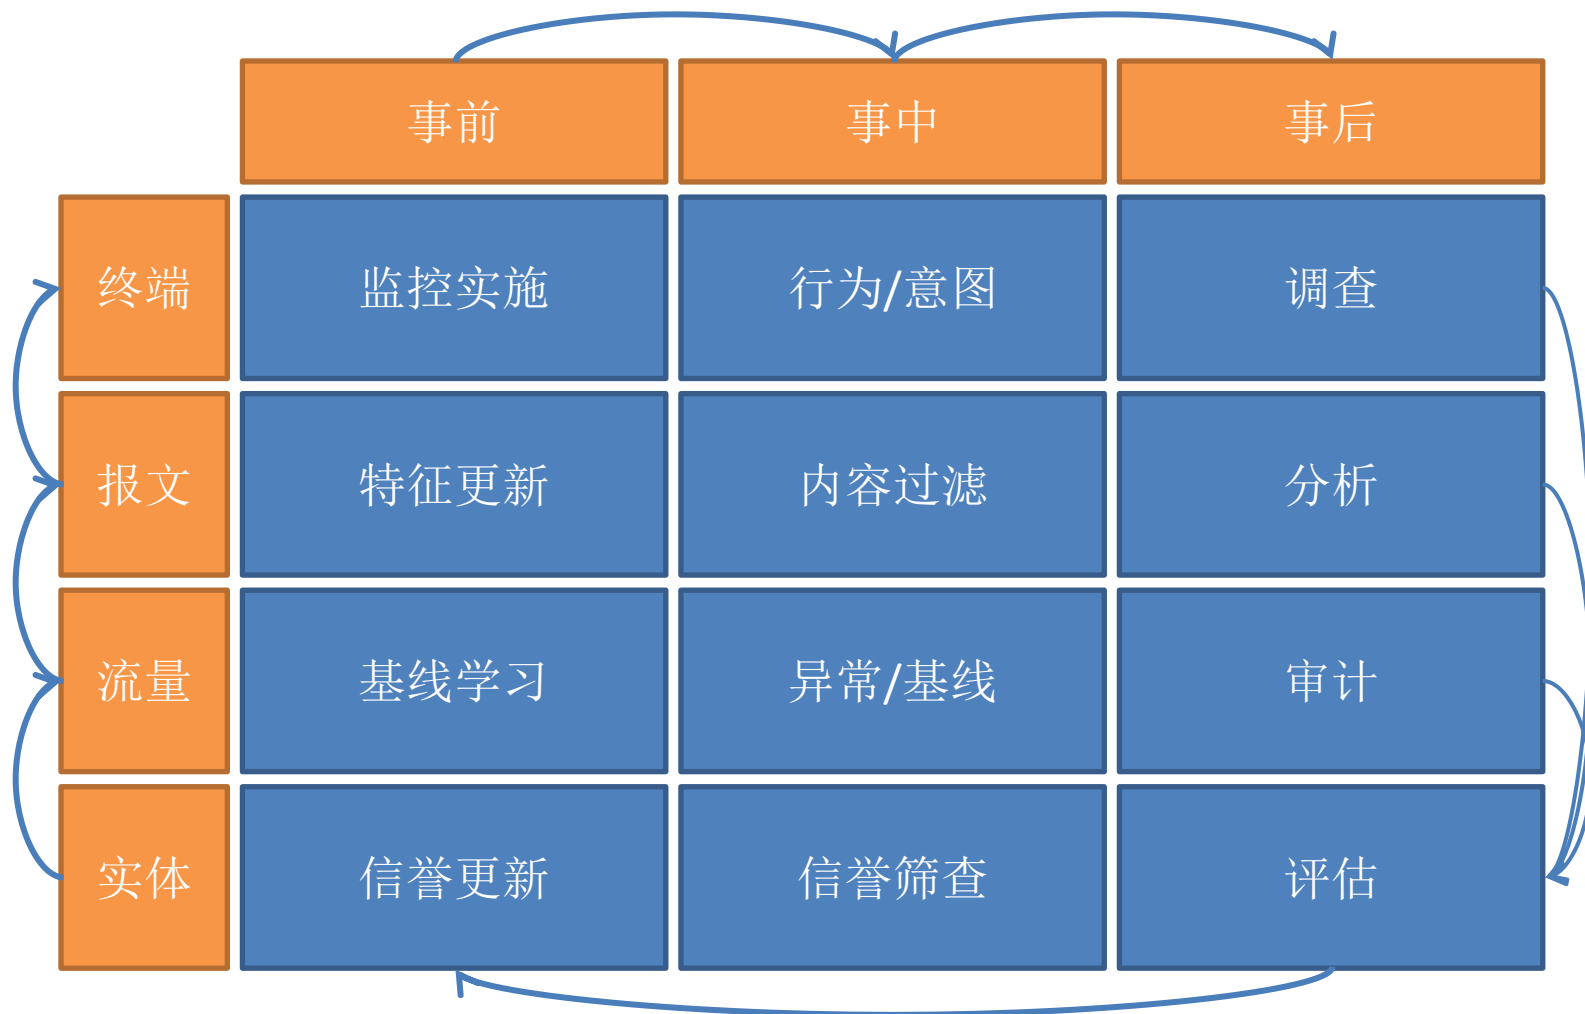 事前
事中
事后
终端
监控实施
行为/意图
调查
报文
特征更新
内容过滤
分析
流量
基线学习
异常/基线
审计
实体
信誉更新
信誉筛查
评估